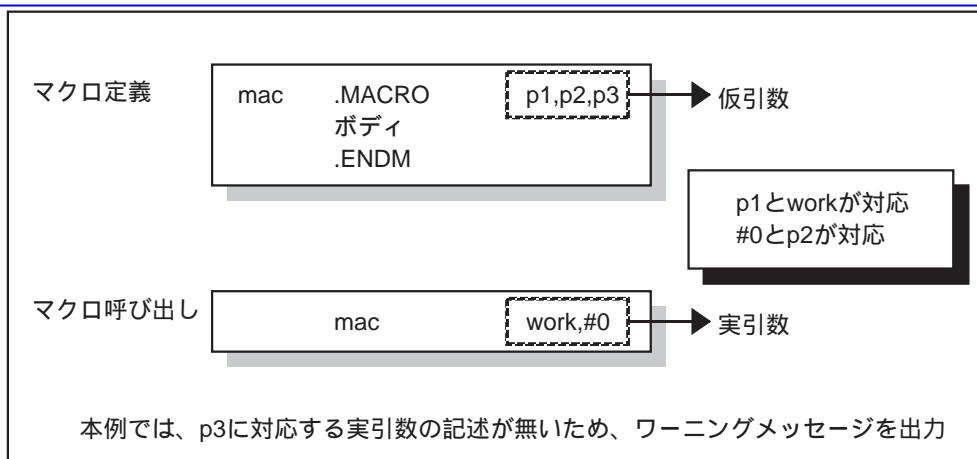 マクロ定義
mac .MACRO p1,p2,p3
仮引数
ボディ
.ENDM
p1とworkが対応
#0とp2が対応
マクロ呼び出し
mac work,#0
実引数
本例では、p3に対応する実引数の記述が無いため、ワーニングメッセージを出力